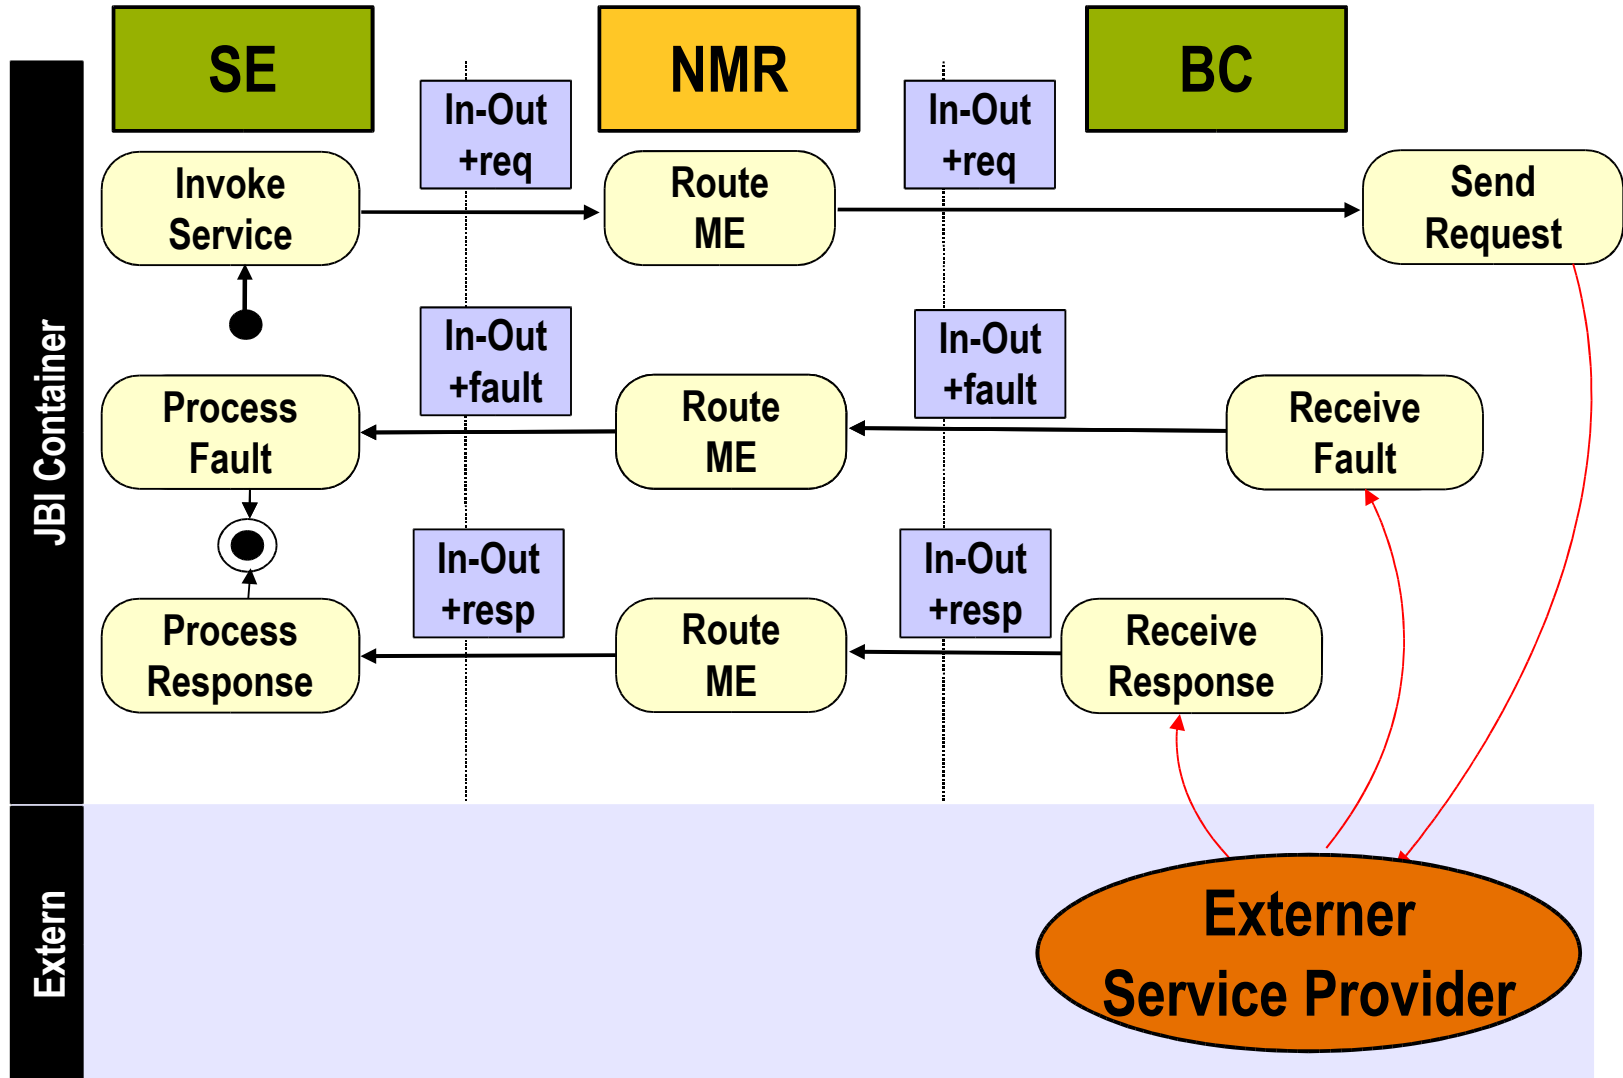 SE
NMR
BC
In-Out
+req
In-Out
+req
Invoke
Service
Route
ME
Send
Request
In-Out
+fault
In-Out
+fault
Process
Fault
Route
ME
Receive
Fault
In-Out
+resp
In-Out
+resp
Process
Response
Route
ME
Receive
Response
JBI Container
Extern
Externer
Service Provider